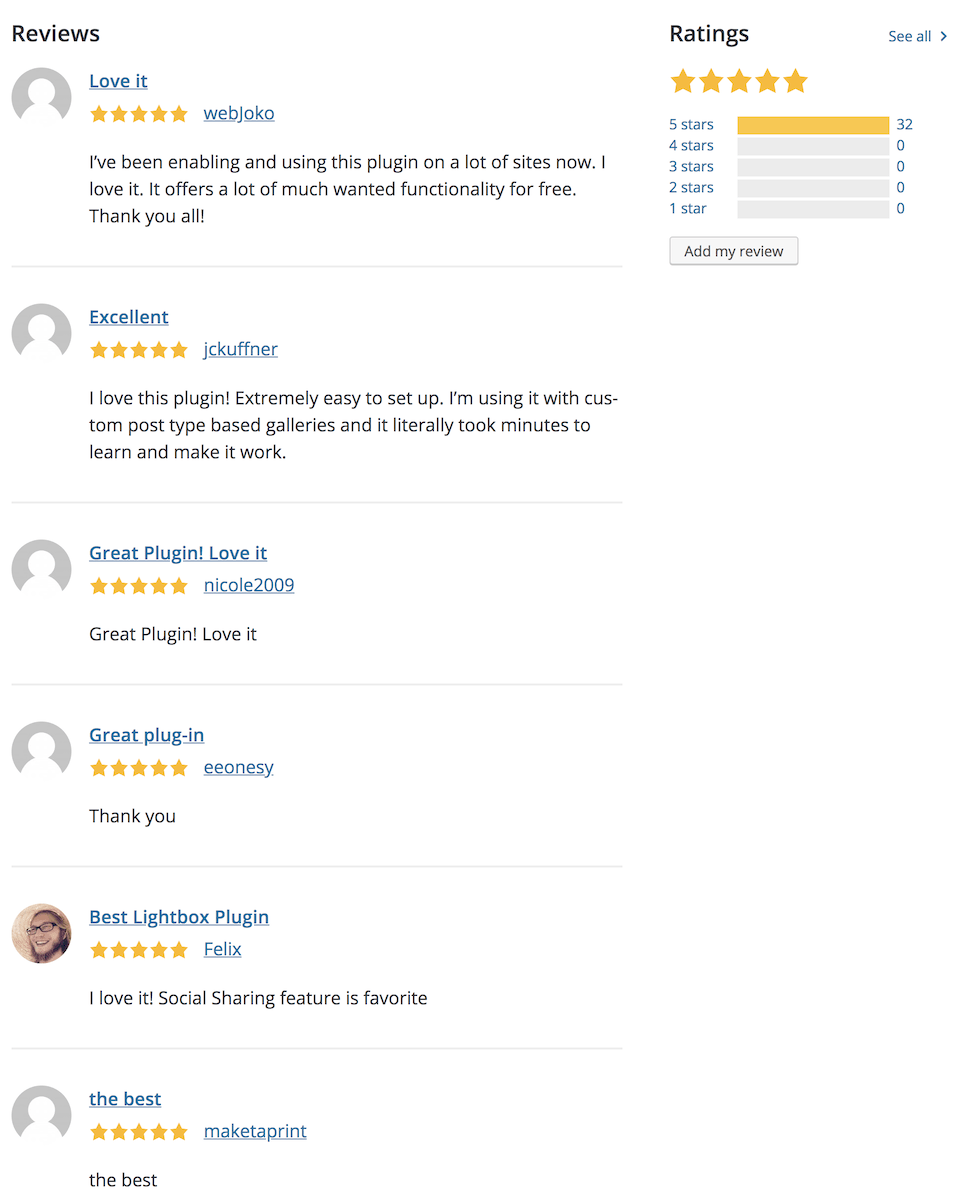 Reviews
Love it
webJoko
I’ve been enabling and using this plugin on a lot of sites now. I
love it. It offers a lot of much wanted functionality for free.
Thank you all!
Excellent
jckuffner
I love this plugin! Extremely easy to set up. I’m using it with cus-
tom post type based galleries and it literally took minutes to
learn and make it work.
Great Plugin! Love it
nicole2009
Great Plugin! Love it
Great plug-in
eeonesy
Thank you
Best Lightbox Plugin
Felix
I love it! Social Sharing feature is favorite
the best
maketaprint
the best
Ratings
See all
5 stars 32
4 stars 0
3 stars 0
2 stars 0
1 star 0
Add my review